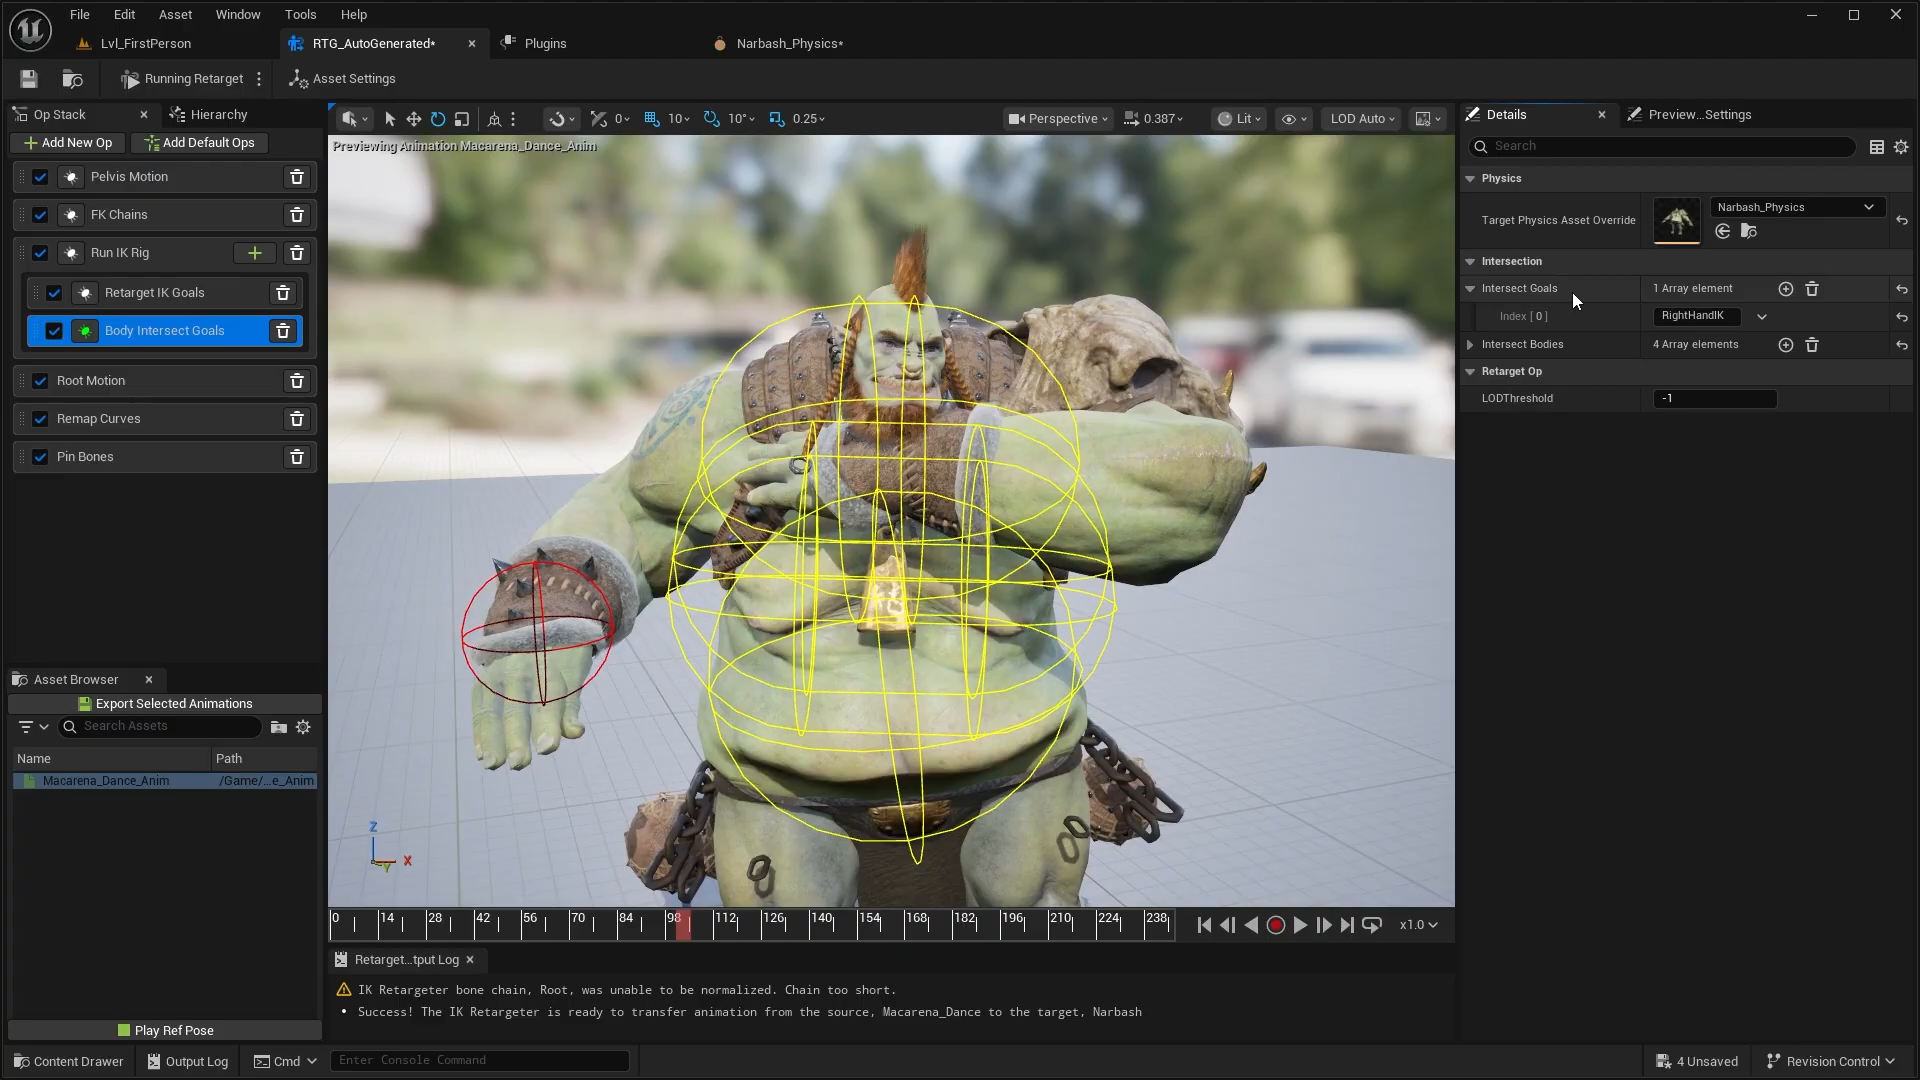 File Edit Asset Window Tools Help
Lvl_FirstPerson
RTG_AutoGenerated*
Plugins
Narbash_Physics*
Running Retarget
Asset Settings
Op Stack
Hierarchy
Add New Op
Add Default Ops
Pelvis Motion
FK Chains
Run IK Rig
Retarget IK Goals
Body Intersect Goals
Root Motion
Remap Curves
Pin Bones
Asset Browser
Export Selected Animations
Search Assets
Name Path
Macarena_Dance_Anim /Game/...e_Anim
Play Ref Pose
0 10 10° 0.25
Perspective 0.387 Lit LOD Auto
Previewing Animation Macarena_Dance_Anim
Z
X
Y
0 14 28 42 56 70 84 98 112 126 140 154 168 182 196 210 224 238
x1.0
Retarget...tput Log
IK Retargeter bone chain, Root, was unable to be normalized. Chain too short.
• Success! The IK Retargeter is ready to transfer animation from the source, Macarena_Dance to the target, Narbash
Details
Preview...Settings
Search
Physics
Target Physics Asset Override Narbash_Physics
Intersection
Intersect Goals 1 Array element
Index [ 0 ] RightHandIK
Intersect Bodies 4 Array elements
Retarget Op
LODThreshold -1
Content Drawer
Output Log
Cmd
Enter Console Command
4 Unsaved
Revision Control